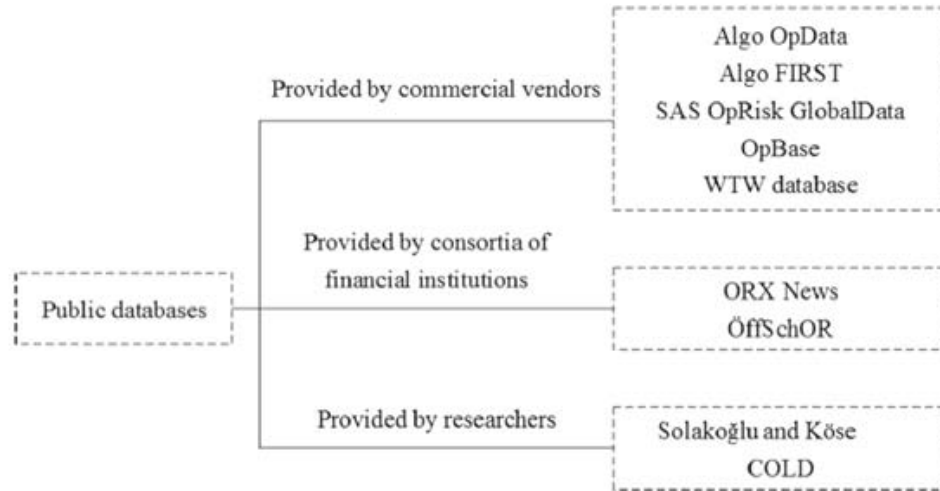 Public databases
Provided by commercial vendors
Algo OpData
Algo FIRST
SAS OpRisk GlobalData
OpBase
WTW database
Provided by consortia of
financial institutions
ORX News
ÖffSchOR
Provided by researchers
Solakoğlu and Köse
COLD